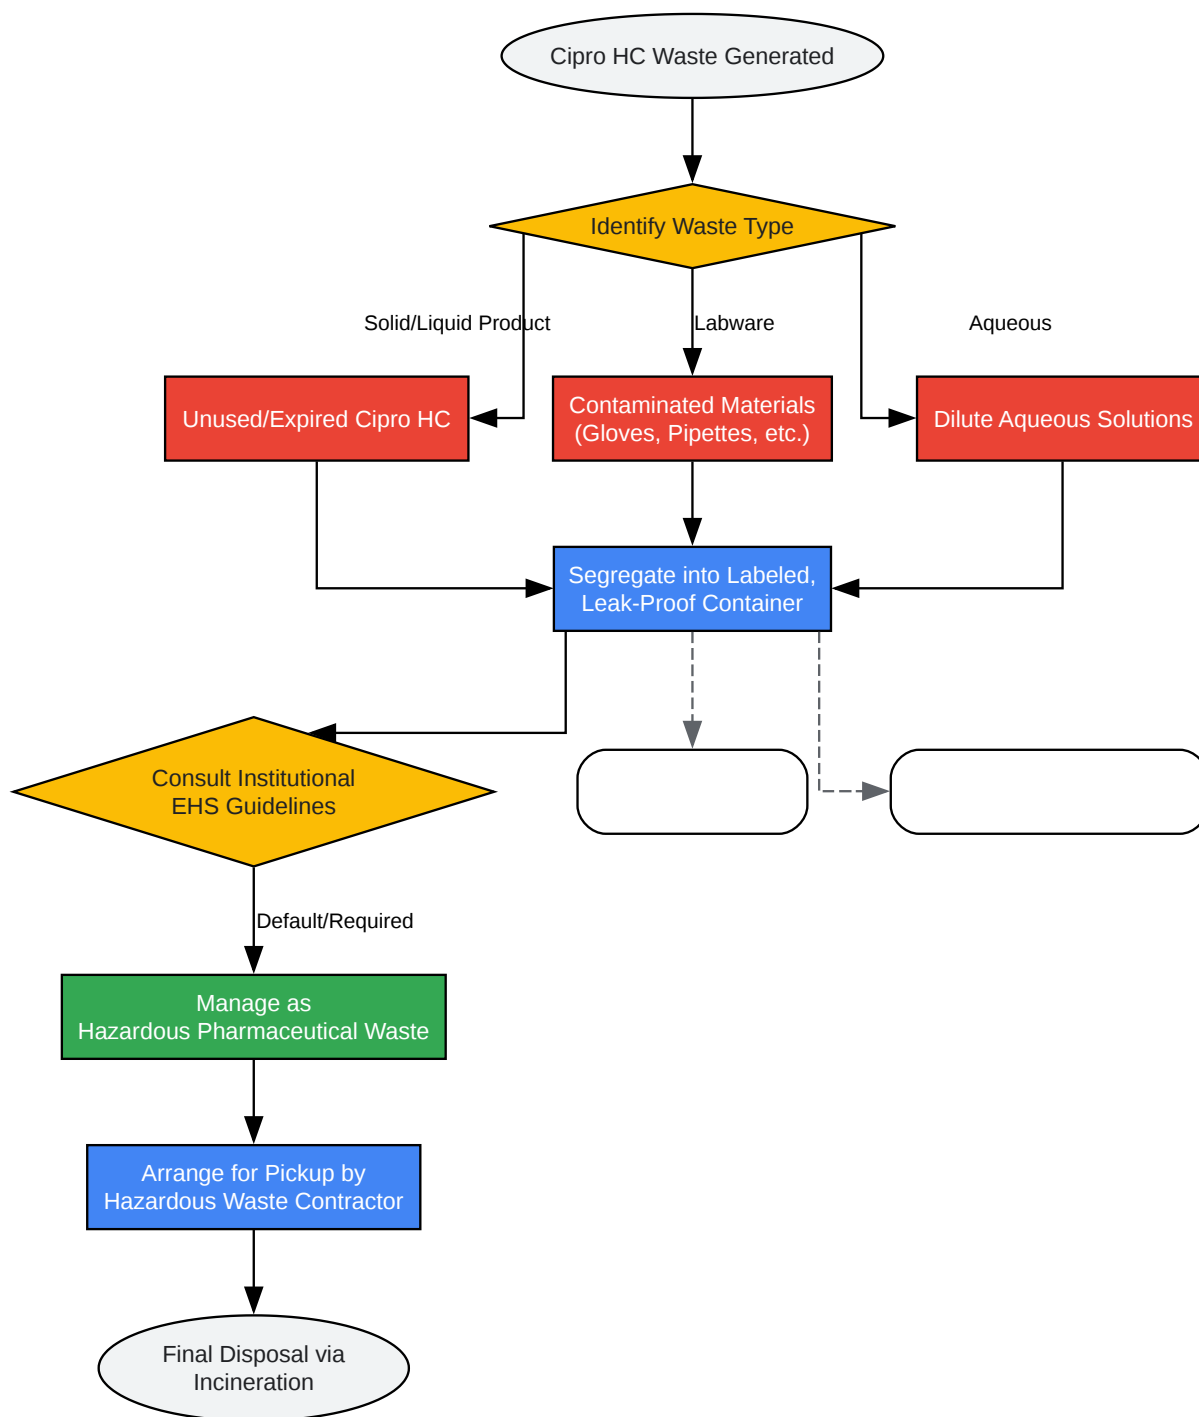 Cipro HC Waste Generated
Identify Waste Type
Solid/Liquid Product
Labware
Aqueous
Unused/Expired Cipro HC
Contaminated Materials
(Gloves, Pipettes, etc.)
Dilute Aqueous Solutions
Segregate into Labeled,
Leak-Proof Container
Consult Institutional
EHS Guidelines
Default/Required
Manage as
Hazardous Pharmaceutical Waste
Arrange for Pickup by
Hazardous Waste Contractor
Final Disposal via
Incineration